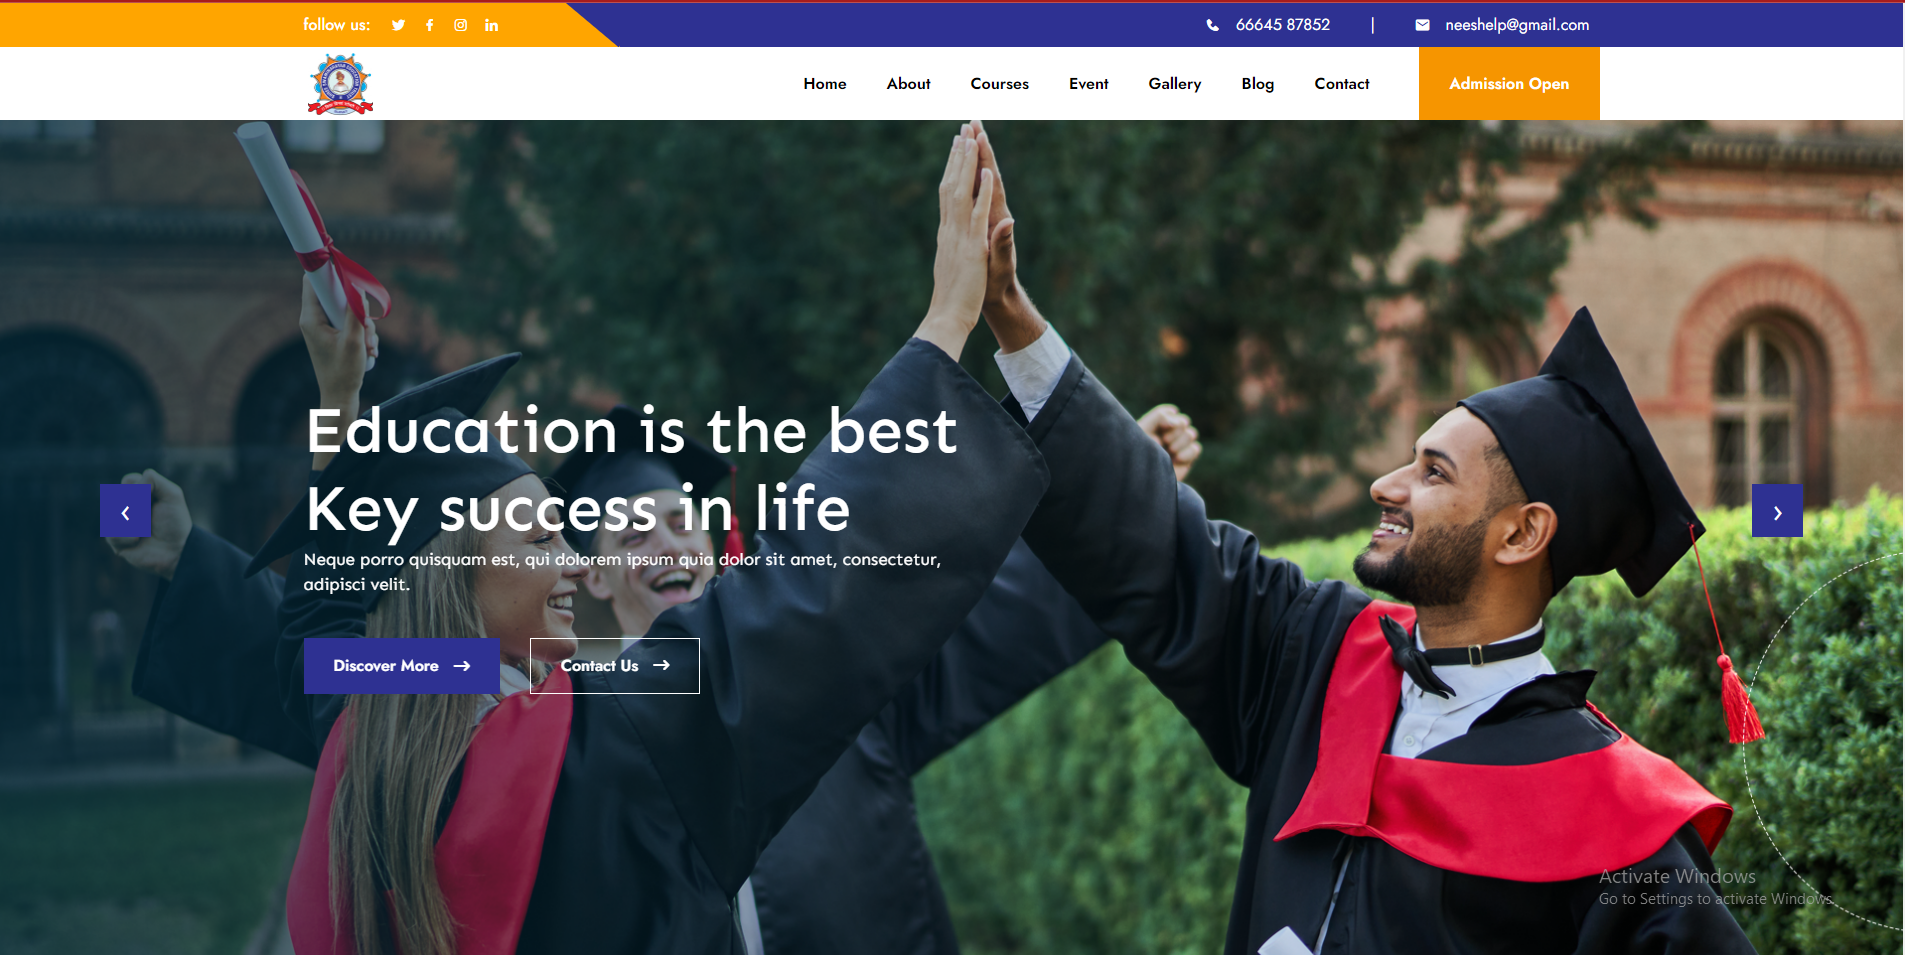 follow us:
66645 87852 | neeshelp@gmail.com
Home About Courses Event Gallery Blog Contact Admission Open
Education is the best
Key success in life
Neque porro quisquam est, qui dolorem ipsum quia dolor sit amet, consectetur,
adipisci velit.
Discover More → Contact Us →
Activate Windows
Go to Settings to activate Windows.